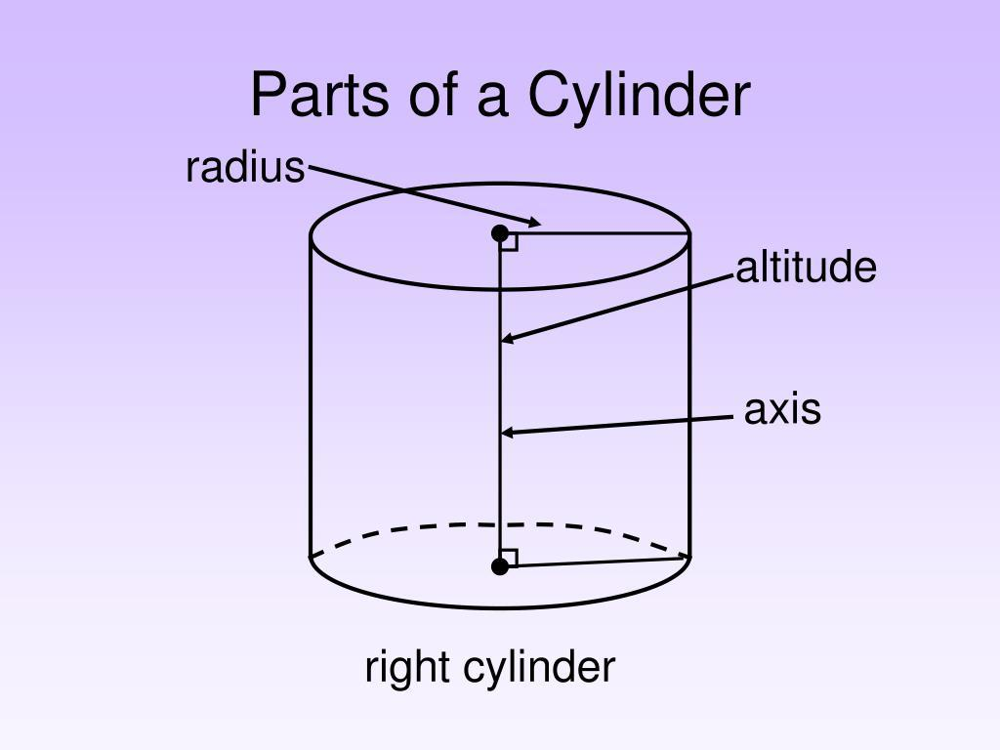 Parts of a Cylinder
radius
altitude
axis
right cylinder